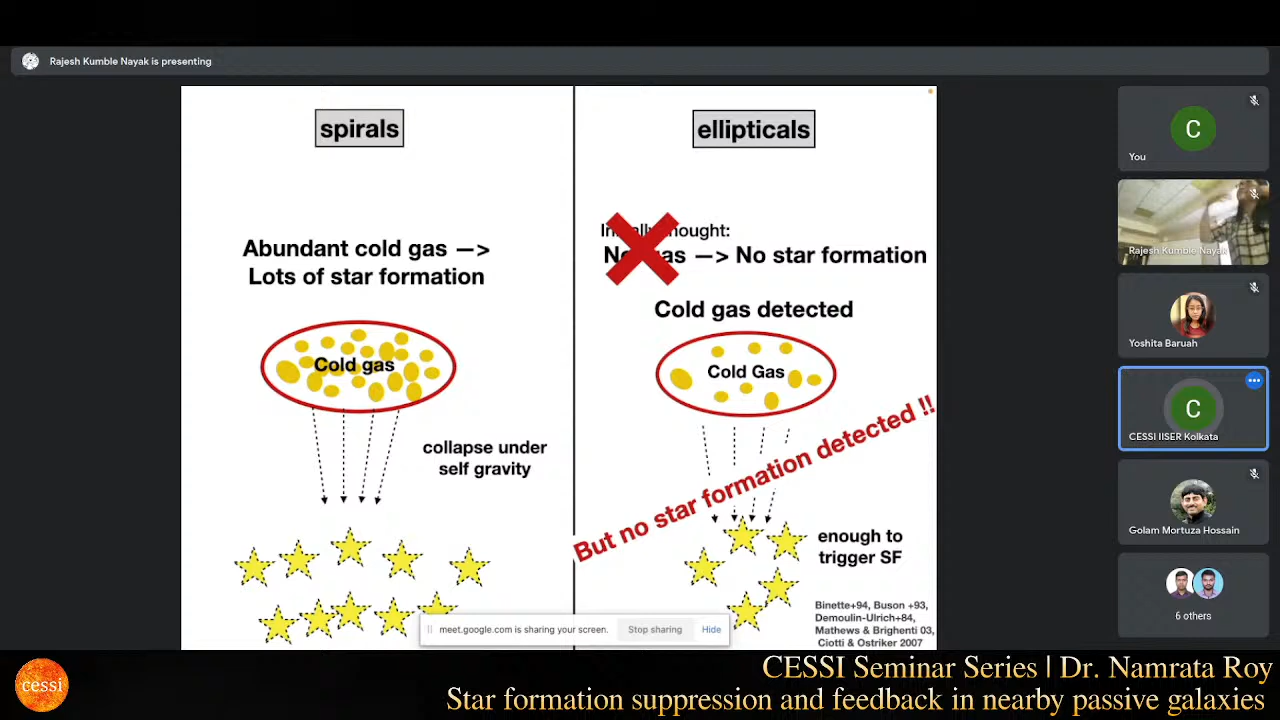 Rajesh Kumble Nayak is presenting
spirals
Abundant cold gas —>
Lots of star formation
Cold gas
collapse under
self gravity
ellipticals
thought:
—> No star formation
Cold gas detected
Cold Gas
But no star formation detected !!
enough to
trigger SF
Binette+94, Buson +93,
Demoulin-Ulrich+84,
Mathews & Brighenti 03,
Ciotti & Ostriker 2007
meet.google.com is sharing your screen.
Stop sharing
Hide
C
You
Rajesh Kumble Nayak
Yoshita Baruah
C
CESSI IISER Kolkata
Golam Mortuza Hossain
6 others
cessi
CESSI Seminar Series | Dr. Namrata Roy
Star formation suppression and feedback in nearby passive galaxies